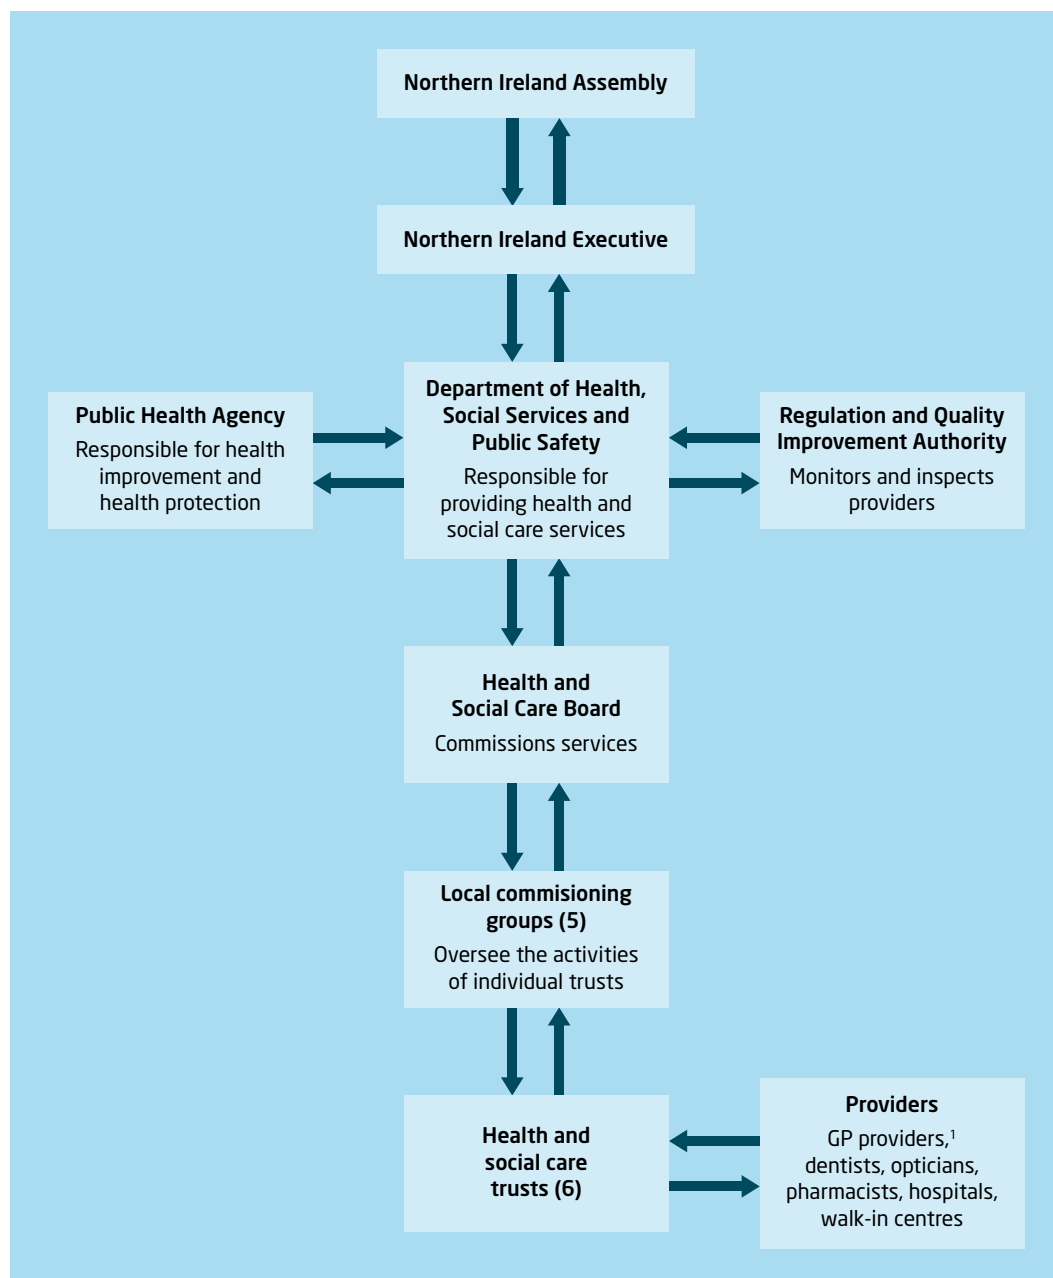 Northern Ireland Assembly
Northern Ireland Executive
Public Health Agency
Responsible for health
improvement and
health protection
Department of Health,
Social Services and
Public Safety
Responsible for
providing health and
social care services
Regulation and Quality
Improvement Authority
Monitors and inspects
providers
Health and
Social Care Board
Commissions services
Local commisioning
groups (5)
Oversee the activities
of individual trusts
Health and
social care
trusts (6)
Providers
GP providers,¹
dentists, opticians,
pharmacists, hospitals,
walk-in centres